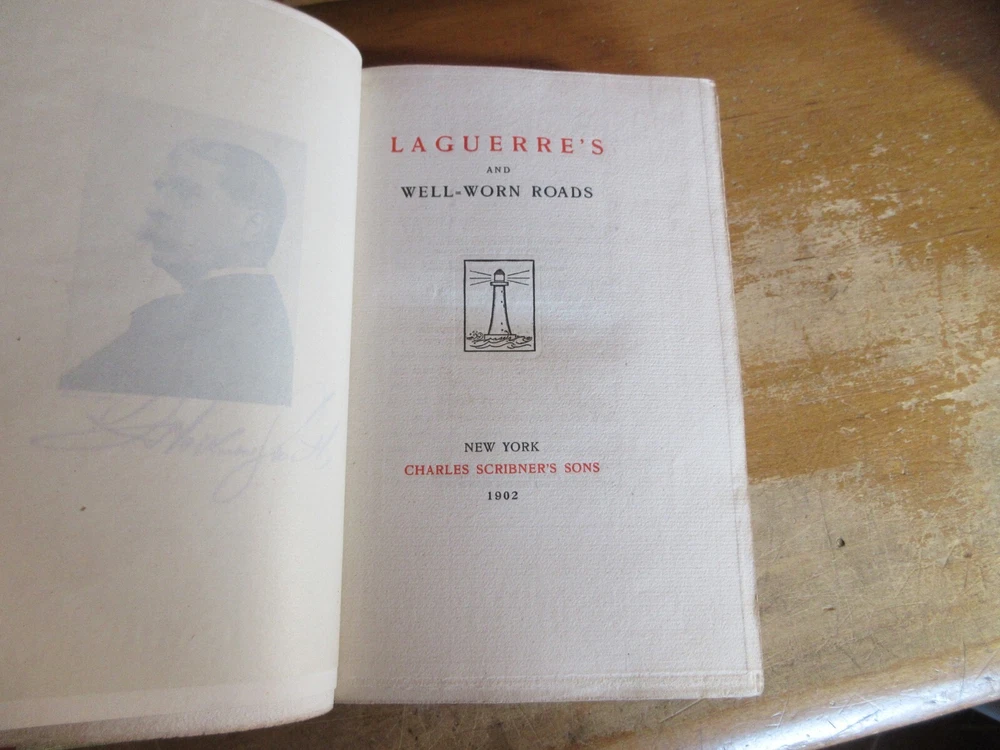 LAGUERRE'S
AND
WELL-WORN ROADS
NEW YORK
CHARLES SCRIBNER'S SONS
1902